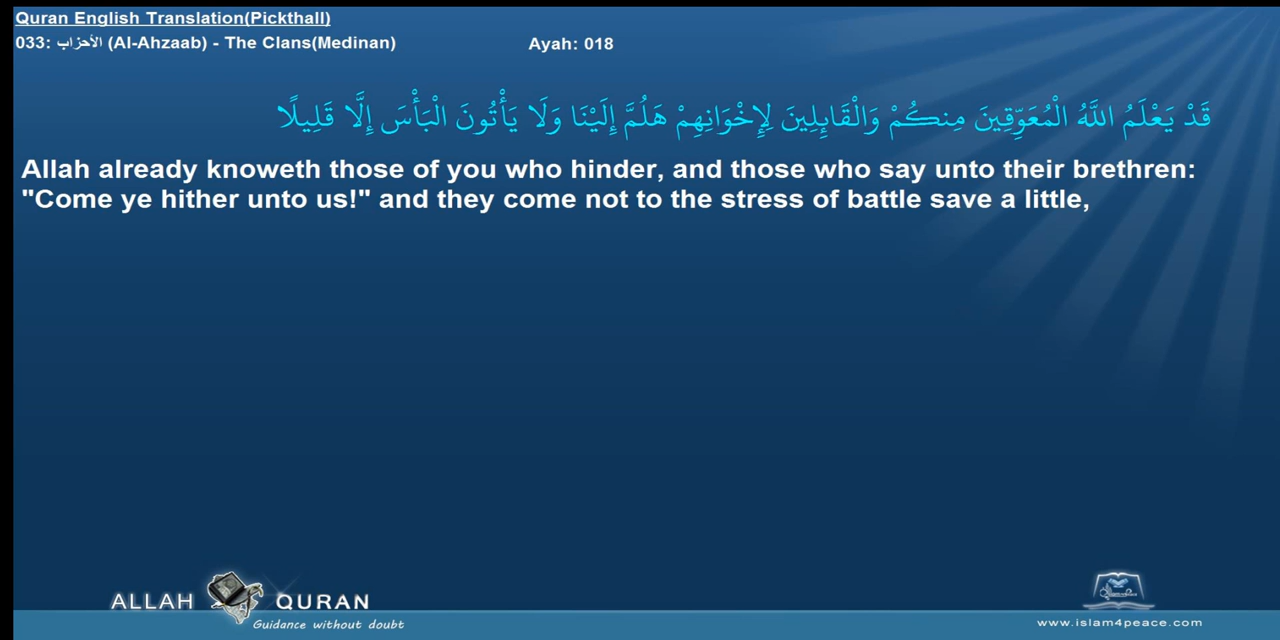 Quran English Translation(Pickthall)
033: الأحزاب (Al-Ahzaab) - The Clans(Medinan) Ayah: 018
قَدْ يَعْلَمُ اللَّهُ الْمُعَوِّقِينَ مِنكُمْ وَالْقَائِلِينَ لِإِخْوَانِهِمْ هَلُمَّ إِلَيْنَا وَلَا يَأْتُونَ الْبَأْسَ إِلَّا قَلِيلًا
Allah already knoweth those of you who hinder, and those who say unto their brethren:
"Come ye hither unto us!" and they come not to the stress of battle save a little,
ALLAH QURAN
Guidance without doubt
www.islam4peace.com